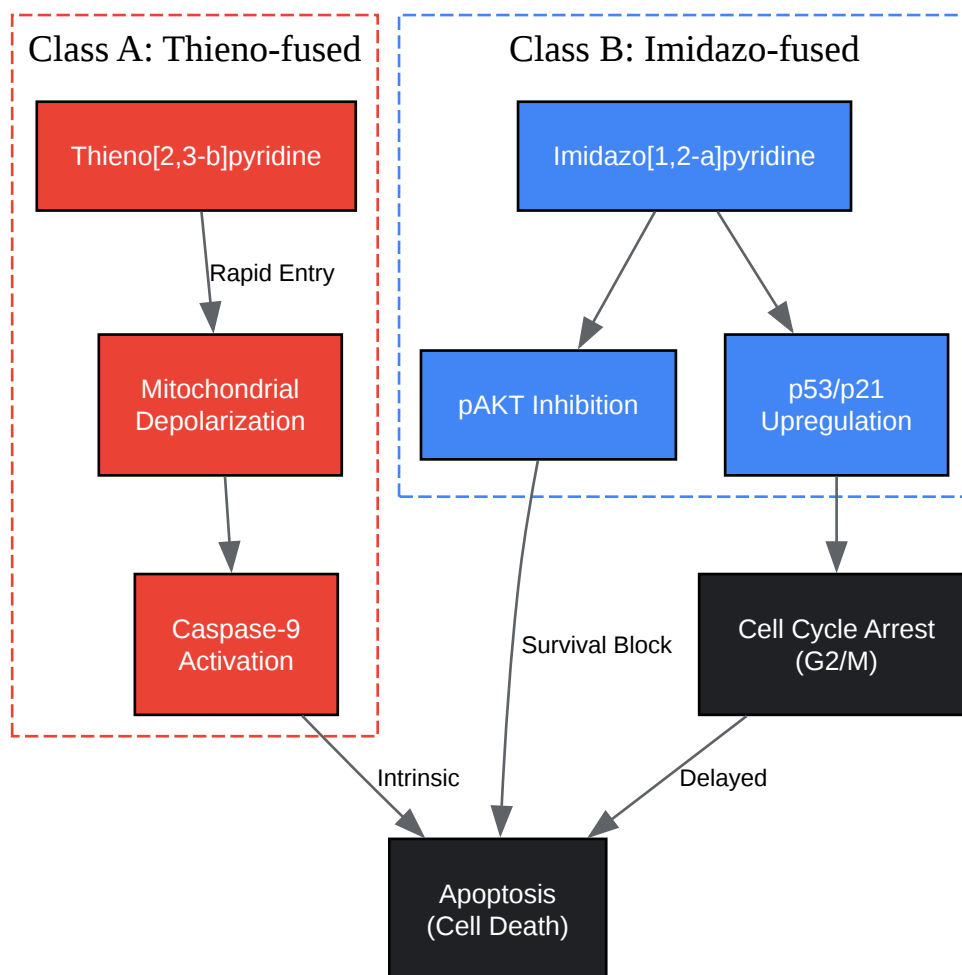 Class A: Thieno-fused
Class B: Imidazo-fused
Thieno[2,3-b]pyridine
Imidazo[1,2-a]pyridine
Rapid Entry
Mitochondrial
Depolarization
pAKT Inhibition
p53/p21
Upregulation
Caspase-9
Activation
Survival Block
Cell Cycle Arrest
(G2/M)
Intrinsic
Delayed
Apoptosis
(Cell Death)